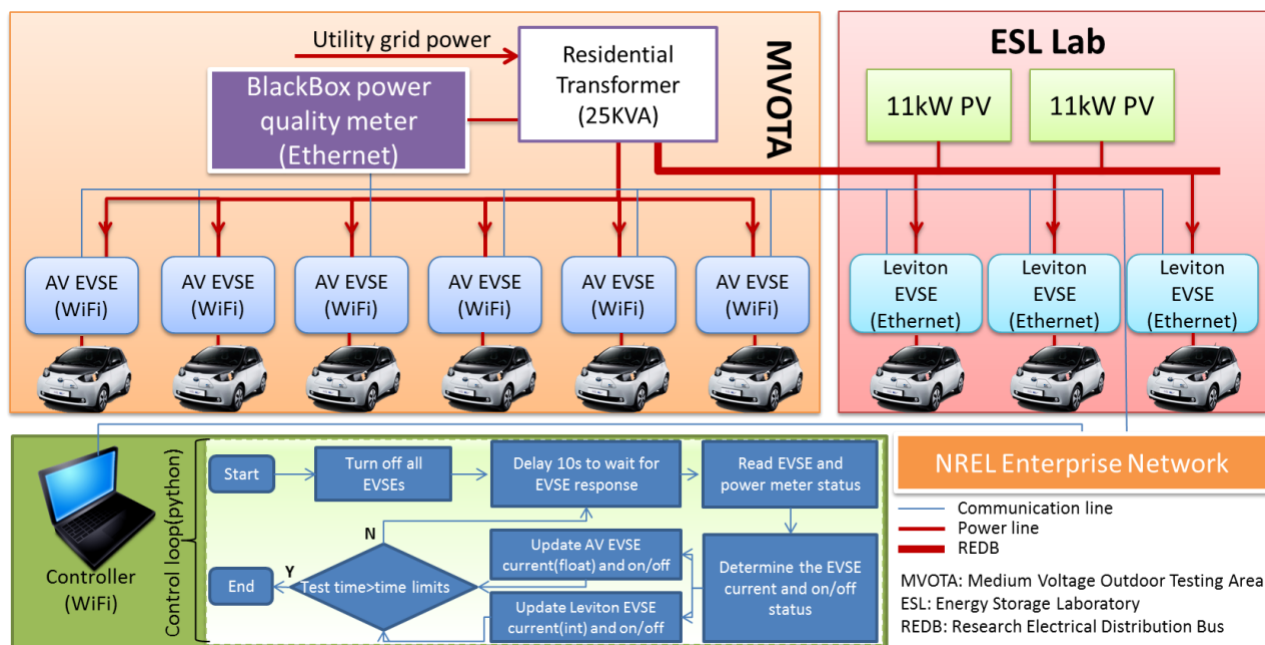 Utility grid power
Residential
Transformer
(25KVA)
BlackBox power
quality meter
(Ethernet)
MVOTA
ESL Lab
11kW PV
11kW PV
AV EVSE
(WiFi)
AV EVSE
(WiFi)
AV EVSE
(WiFi)
AV EVSE
(WiFi)
AV EVSE
(WiFi)
AV EVSE
(WiFi)
Leviton
EVSE
(Ethernet)
Leviton
EVSE
(Ethernet)
Leviton
EVSE
(Ethernet)
Controller
(WiFi)
Control loop(python)
Start
Turn off all
EVSEs
Delay 10s to wait for
EVSE response
Read EVSE and
power meter status
Determine the EVSE
current and on/off
status
Update AV EVSE
current(float) and on/off
Update Leviton EVSE
current(int) and on/off
N
Test time>time limits
Y
End
NREL Enterprise Network
Communication line
Power line
REDB
MVOTA: Medium Voltage Outdoor Testing Area
ESL: Energy Storage Laboratory
REDB: Research Electrical Distribution Bus